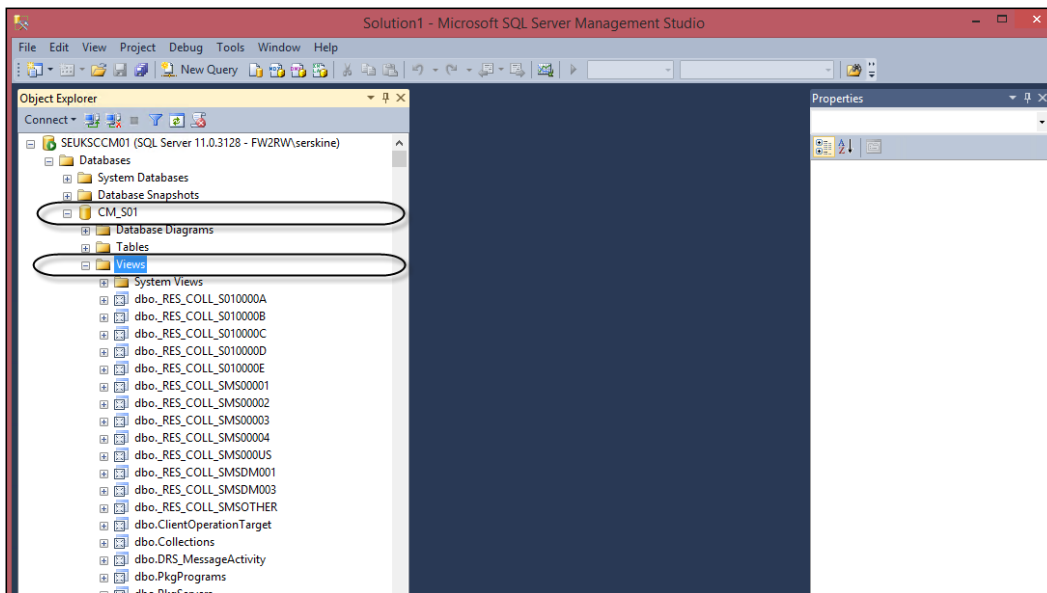 Solution1 - Microsoft SQL Server Management Studio
File Edit View Project Debug Tools Window Help
New Query
Object Explorer
Properties
Connect
SEUKSCCM01 (SQL Server 11.0.3128 - FW2RW\serskine)
Databases
System Databases
Database Snapshots
CM_S01
Database Diagrams
Tables
Views
System Views
dbo._RES_COLL_S010000A
dbo._RES_COLL_S010000B
dbo._RES_COLL_S010000C
dbo._RES_COLL_S010000D
dbo._RES_COLL_S010000E
dbo._RES_COLL_SMS00001
dbo._RES_COLL_SMS00002
dbo._RES_COLL_SMS00003
dbo._RES_COLL_SMS00004
dbo._RES_COLL_SMS000US
dbo._RES_COLL_SMSDM001
dbo._RES_COLL_SMSDM003
dbo._RES_COLL_SMSOTHER
dbo.ClientOperationTarget
dbo.Collections
dbo.DRS_MessageActivity
dbo.PkgPrograms